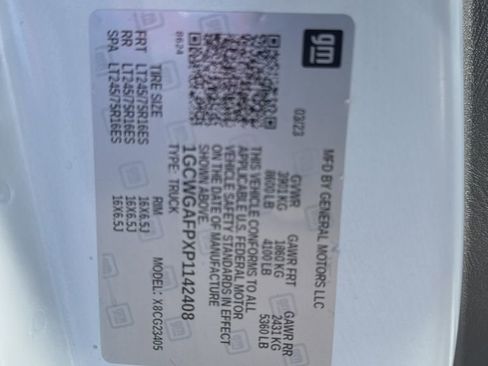 gm
MFD BY GENERAL MOTORS LLC
03/23 GVWR GAWR FRT GAWR RR
3901 KG 1860 KG 2431 KG
8600 LB 4100 LB 5360 LB
THIS VEHICLE CONFORMS TO ALL
APPLICABLE U.S. FEDERAL MOTOR
VEHICLE SAFETY STANDARDS IN EFFECT
ON THE DATE OF MANUFACTURE
SHOWN ABOVE.
1GCWGAFPXP1142408
TYPE: TRUCK MODEL: X8CG23405
8624
TIRE SIZE RIM
FRT LT245/75R16ES 16X6.5J
RR LT245/75R16ES 16X6.5J
SPA LT245/75R16ES 16X6.5J